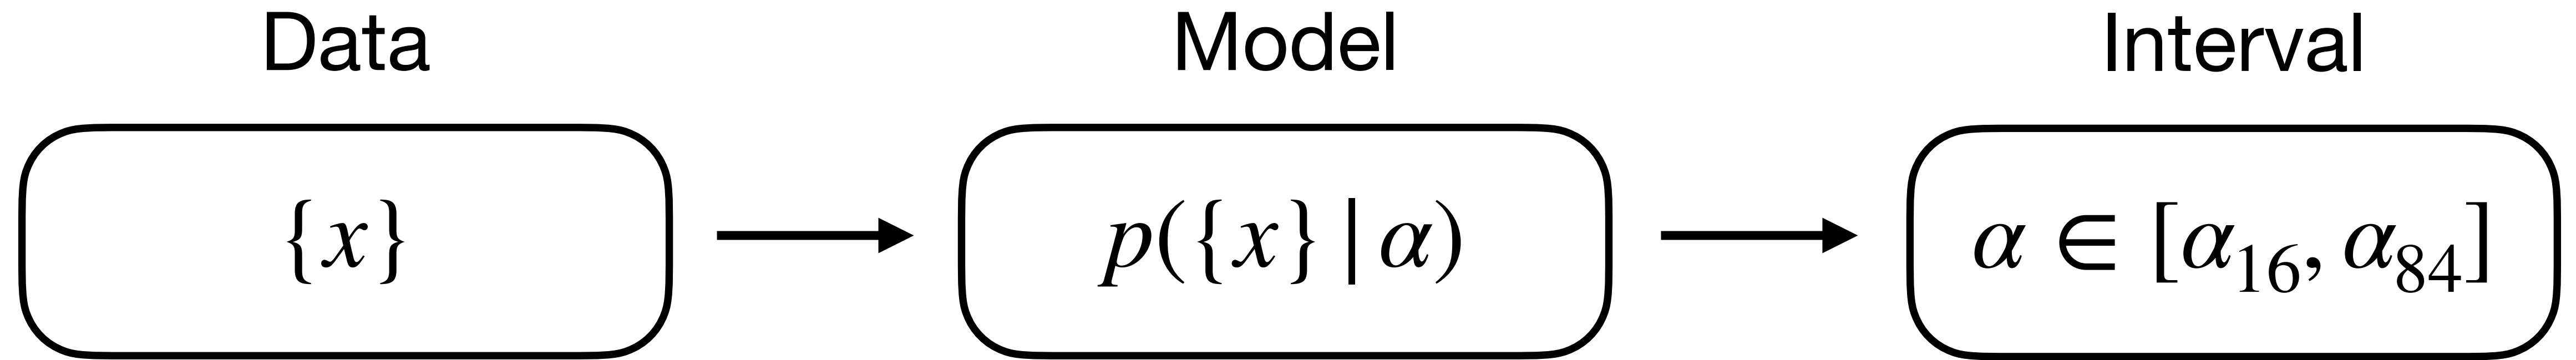 Data Model Interval
{x} p({x} | α) α ∈ [α₁₆, α₈₄]